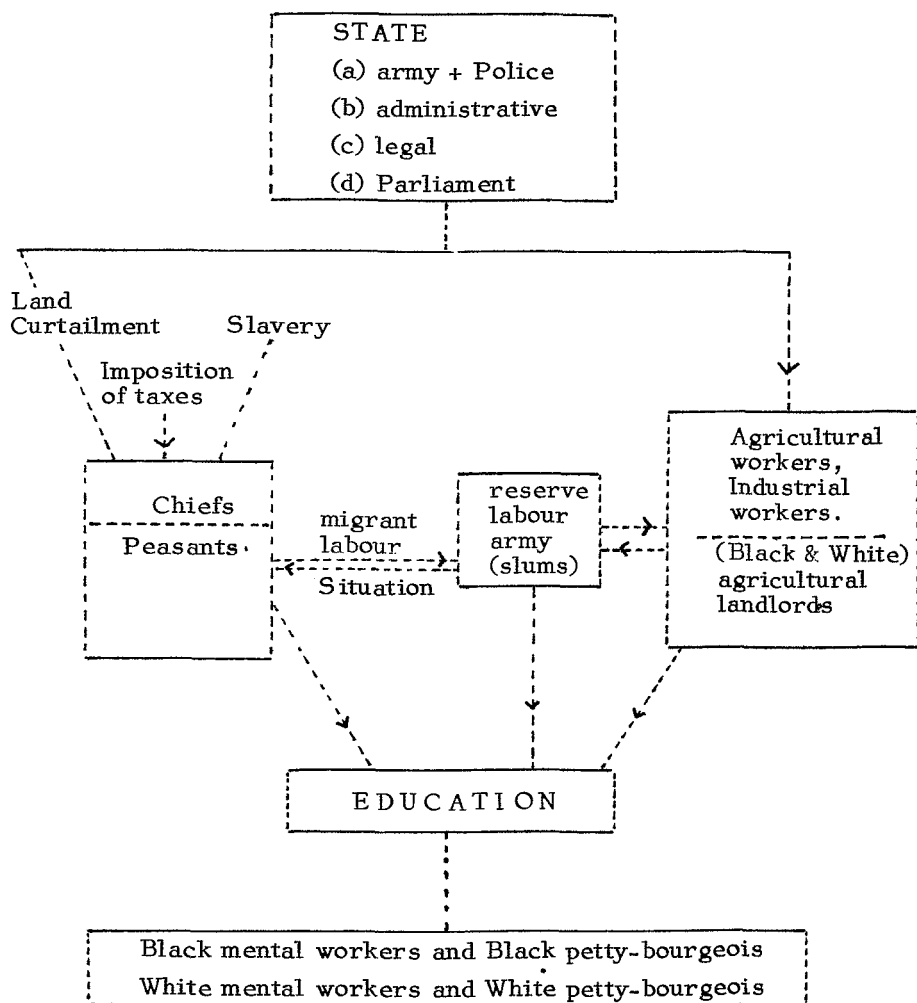 STATE
(a) army + Police
(b) administrative
(c) legal
(d) Parliament
Land
Curtailment
Slavery
Imposition
of taxes
Chiefs
Peasants
migrant
labour
Situation
reserve
labour
army
(slums)
Agricultural
workers,
Industrial
workers.
(Black & White)
agricultural
landlords
EDUCATION
Black mental workers and Black petty-bourgeois
White mental workers and White petty-bourgeois